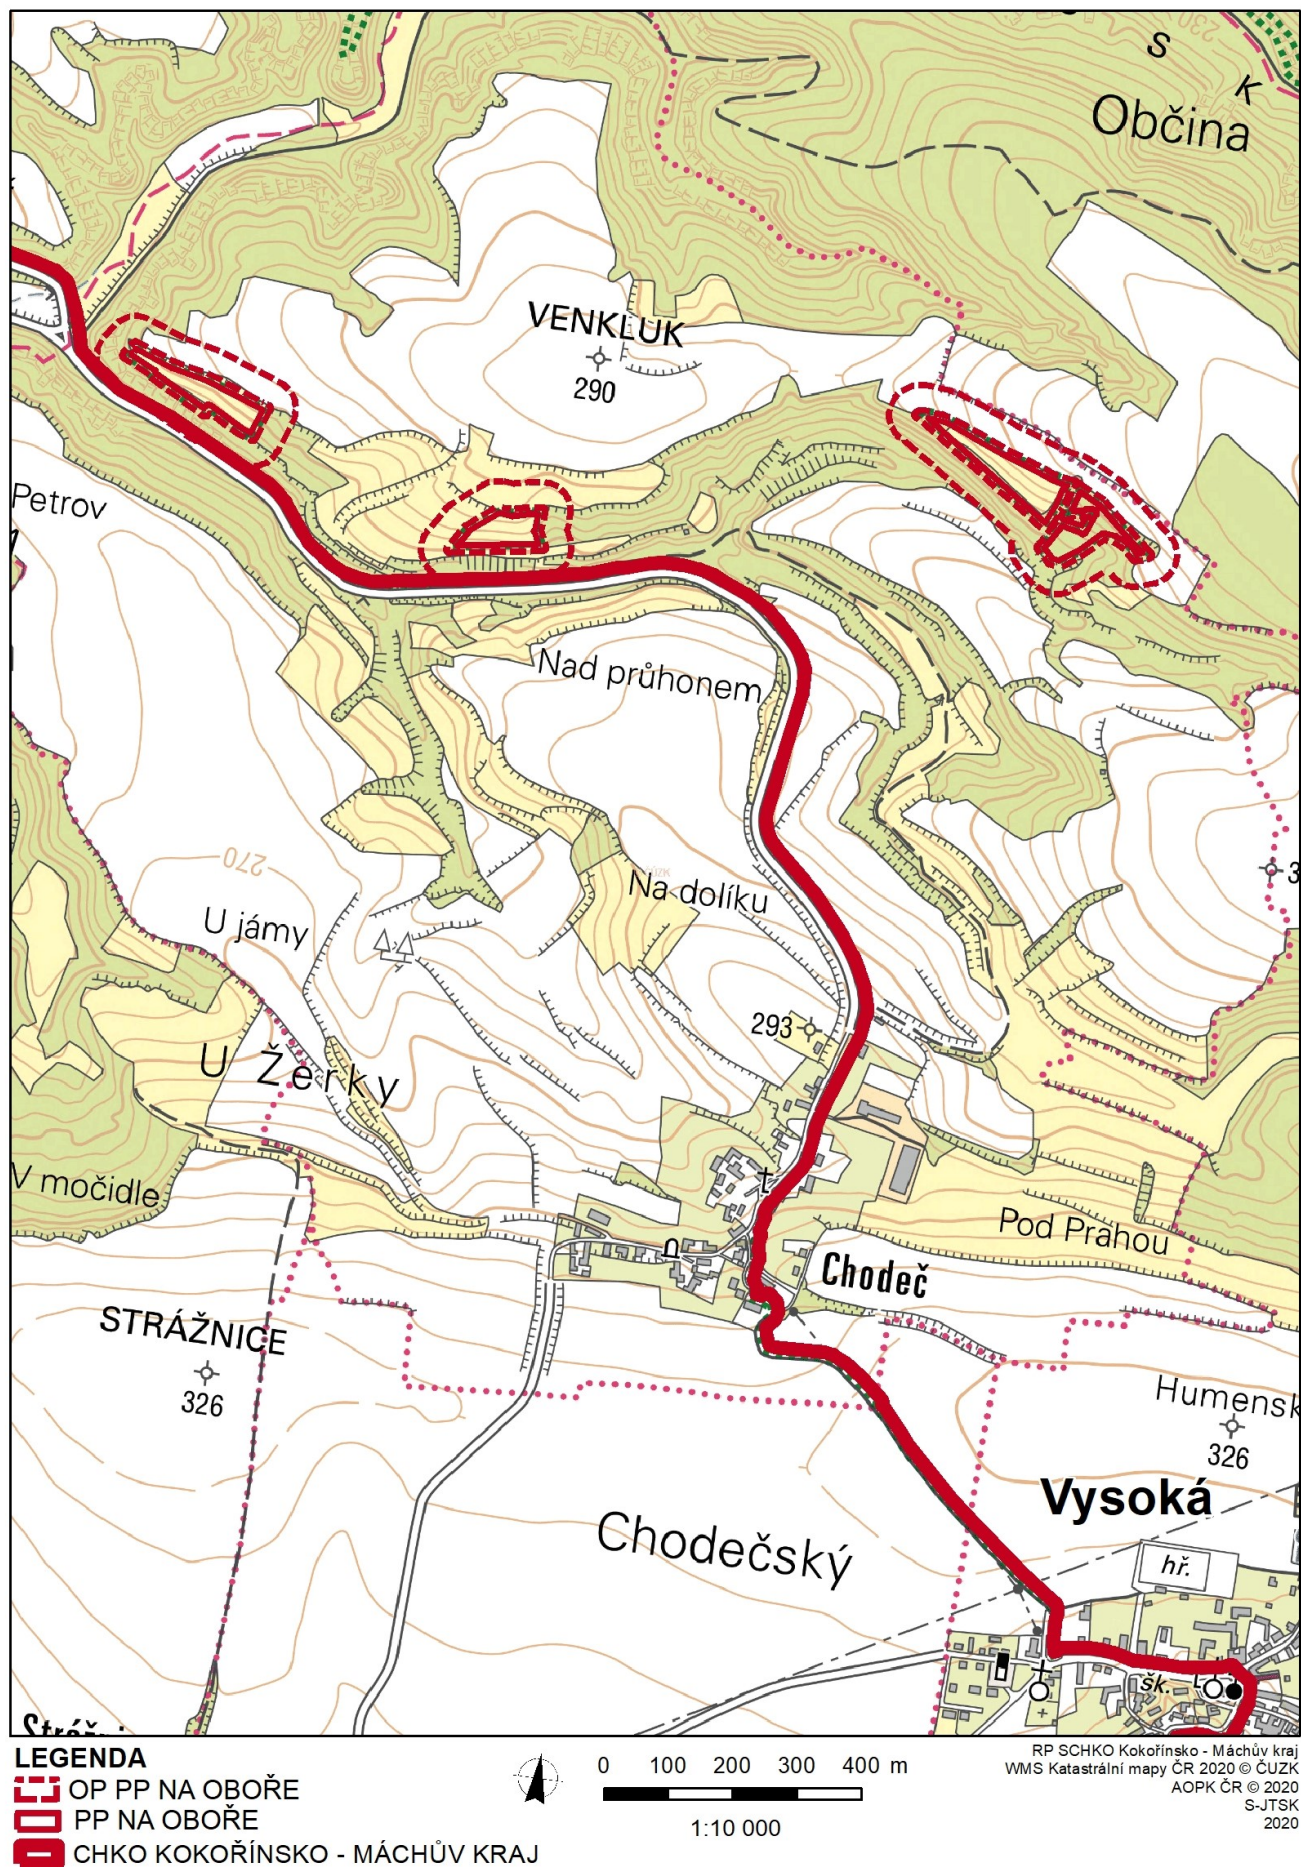 S
K
230
Občina
VENKLUK
290
Petrov
Nad průhonem
270
Na dolíku
U jámy
293
U Žerky
V močidle
Pod Prahou
Chodeč
STRÁŽNICE
326
Humensk
326
Vysoká
Chodečský
hř.
šk.
LEGENDA
OP PP NA OBOŘE
PP NA OBOŘE
CHKO KOKOŘÍNSKO - MÁCHŮV KRAJ
0 100 200 300 400 m
1:10 000
RP SCHKO Kokořínsko - Máchův kraj
WMS Katastrální mapy ČR 2020 © ČUZK
AOPK ČR © 2020
S-JTSK
2020